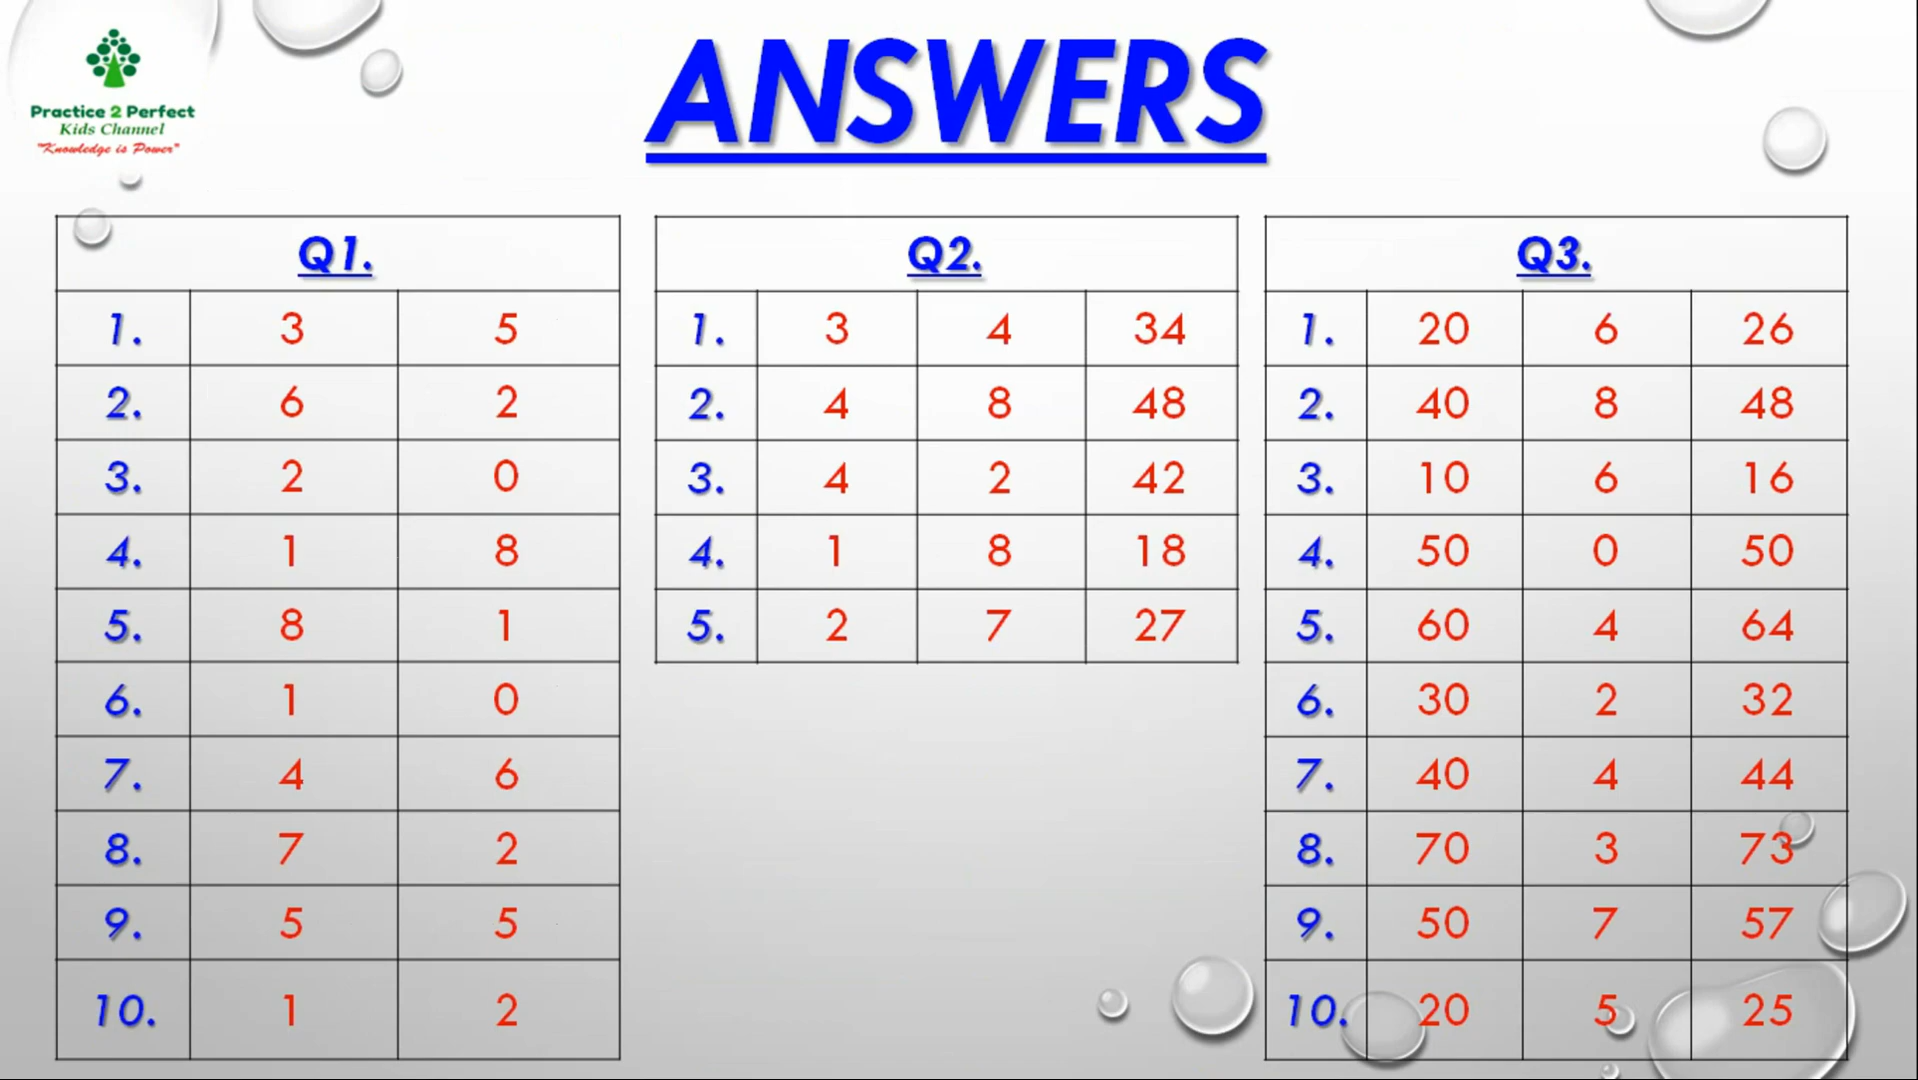 Practice 2 Perfect
Kids Channel
"Knowledge is Power"
ANSWERS
Q1.
1. 3 5
2. 6 2
3. 2 0
4. 1 8
5. 8 1
6. 1 0
7. 4 6
8. 7 2
9. 5 5
10. 1 2
Q2.
1. 3 4 34
2. 4 8 48
3. 4 2 42
4. 1 8 18
5. 2 7 27
Q3.
1. 20 6 26
2. 40 8 48
3. 10 6 16
4. 50 0 50
5. 60 4 64
6. 30 2 32
7. 40 4 44
8. 70 3 73
9. 50 7 57
10. 20 5 25